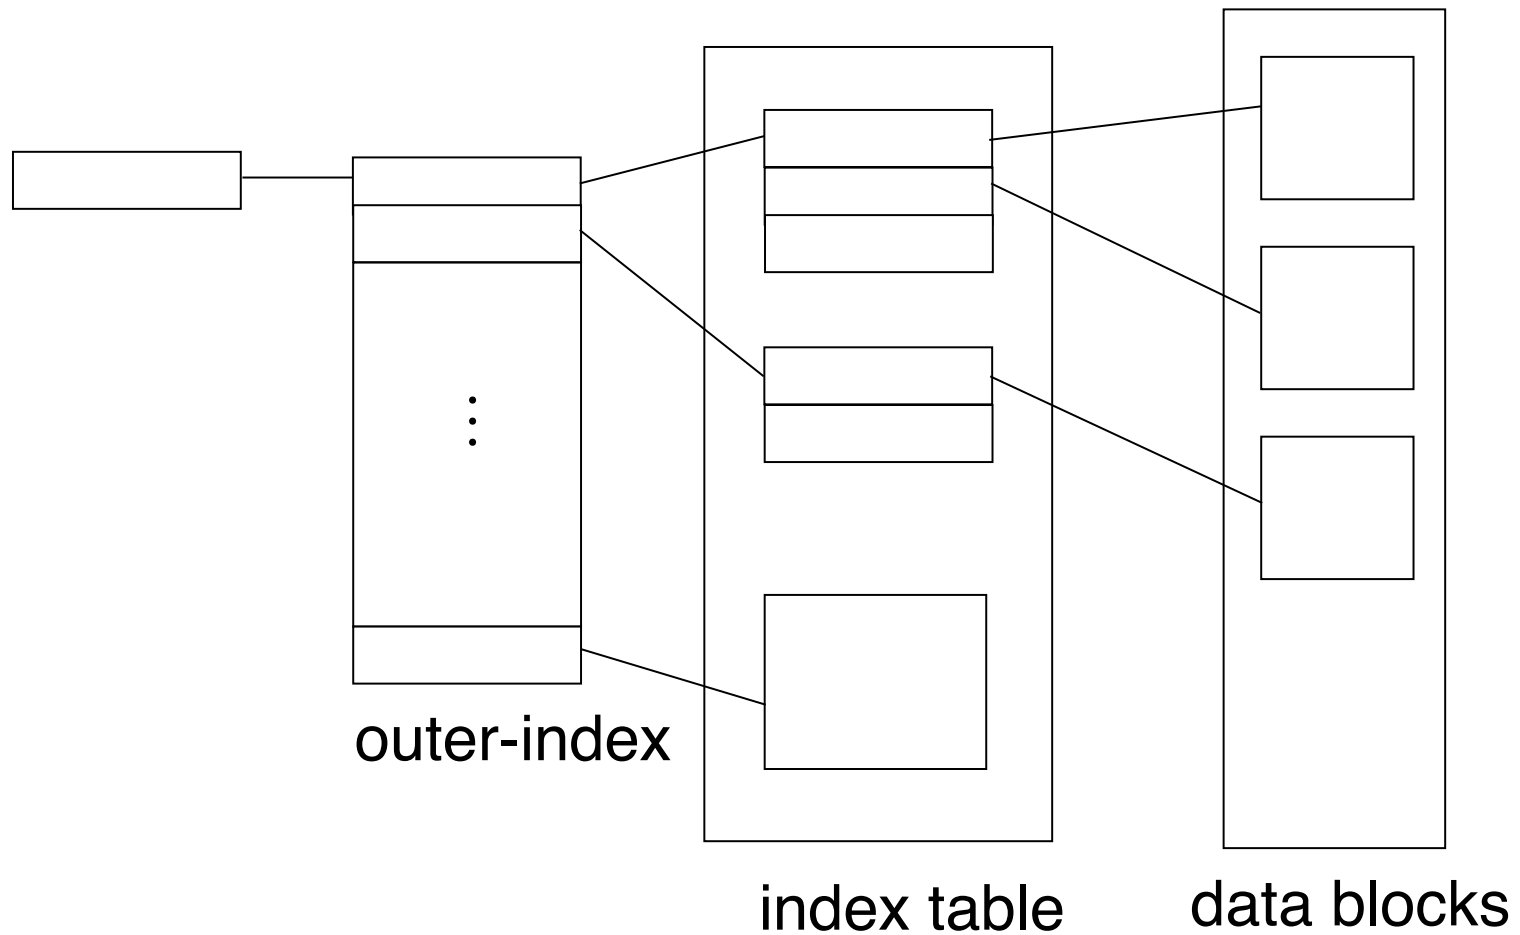 outer-index
index table
data blocks